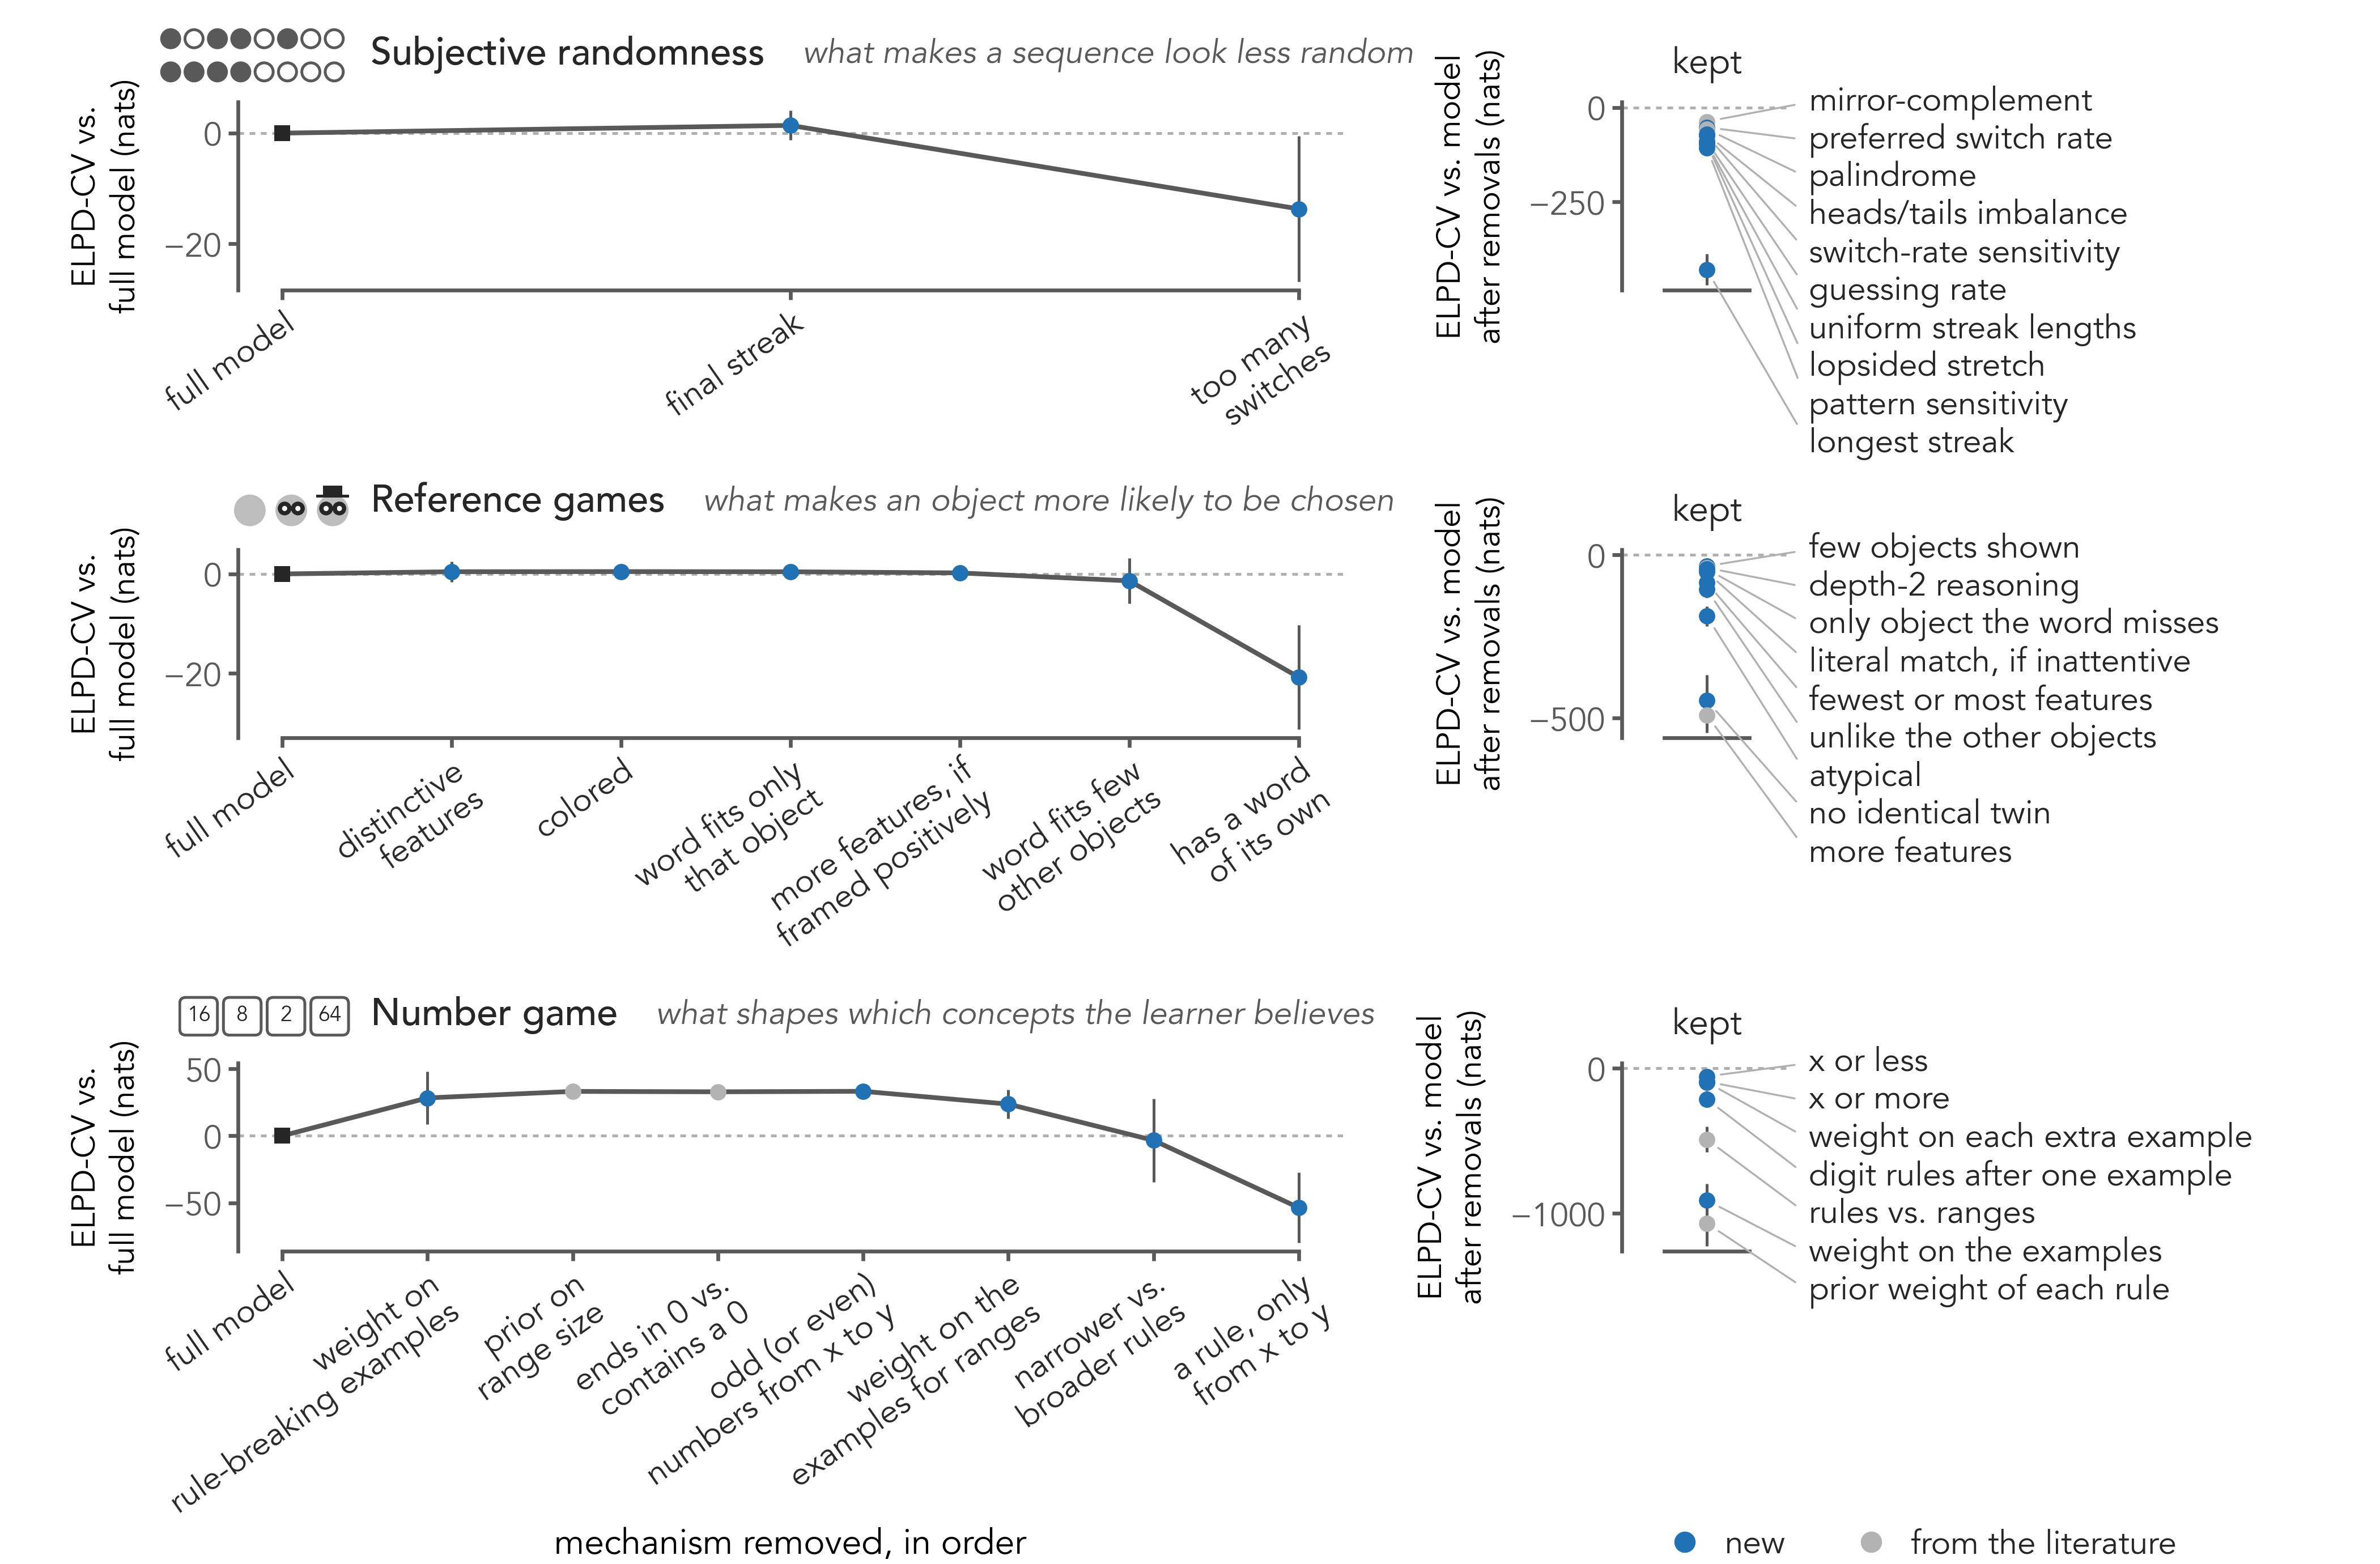 Subjective randomness what makes a sequence look less random
ELPD-CV vs.
full model (nats)
0
−20
full model
final streak
too many
switches
ELPD-CV vs. model
after removals (nats)
kept
0
−250
mirror-complement
preferred switch rate
palindrome
heads/tails imbalance
switch-rate sensitivity
guessing rate
uniform streak lengths
lopsided stretch
pattern sensitivity
longest streak
Reference games what makes an object more likely to be chosen
ELPD-CV vs.
full model (nats)
0
−20
full model
distinctive
features
colored
word fits only
that object
more features, if
framed positively
word fits few
other objects
has a word
of its own
ELPD-CV vs. model
after removals (nats)
kept
0
−500
few objects shown
depth-2 reasoning
only object the word misses
literal match, if inattentive
fewest or most features
unlike the other objects
atypical
no identical twin
more features
16 8 2 64
Number game what shapes which concepts the learner believes
ELPD-CV vs.
full model (nats)
50
0
−50
full model
weight on
rule-breaking examples
prior on
range size
ends in 0 vs.
contains a 0
odd (or even)
numbers from x to y
weight on the
examples for ranges
narrower vs.
broader rules
a rule, only
from x to y
mechanism removed, in order
ELPD-CV vs. model
after removals (nats)
kept
0
−1000
x or less
x or more
weight on each extra example
digit rules after one example
rules vs. ranges
weight on the examples
prior weight of each rule
new
from the literature